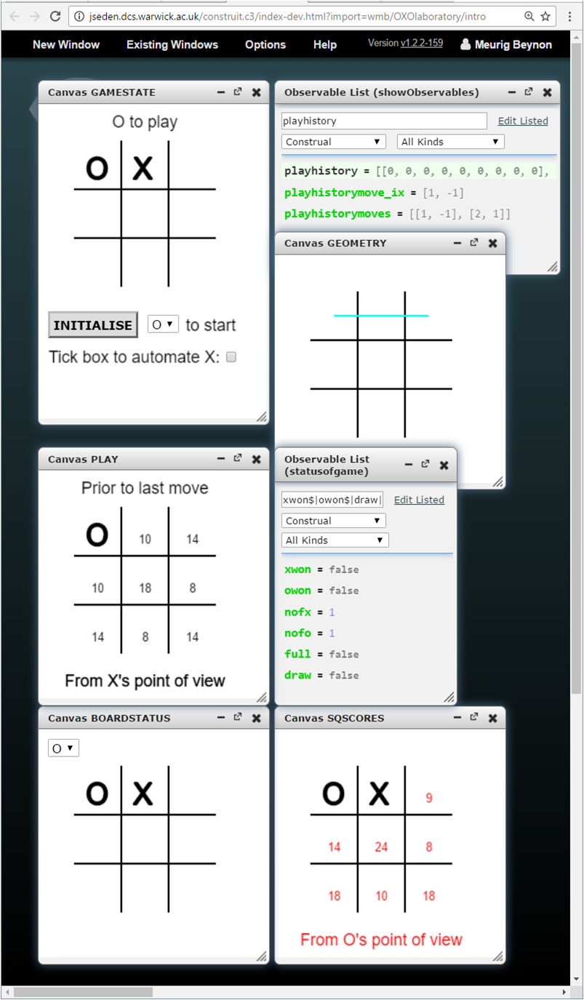 jseden.dcs.warwick.ac.uk/construit.c3/index-dev.html?import=wmb/OXOlaboratory/intro
New Window Existing Windows Options Help Version v1.2.2-159 Meurig Beynon
Canvas GAMESTATE
O to play
O X
INITIALISE O to start
Tick box to automate X:
Observable List (showObservables)
playhistory Edit Listed
Construal All Kinds
playhistory = [[0, 0, 0, 0, 0, 0, 0, 0, 0],
playhistorymove_ix = [1, -1]
playhistorymoves = [[1, -1], [2, 1]]
Canvas GEOMETRY
Canvas PLAY
Prior to last move
O 10 14
10 18 8
14 8 14
From X's point of view
Observable List
(statusofgame)
xwon$|owon$|draw| Edit Listed
Construal
All Kinds
xwon = false
owon = false
nofx = 1
nofo = 1
full = false
draw = false
Canvas BOARDSTATUS
O
O X
Canvas SQSCORES
O X 9
14 24 8
18 10 18
From O's point of view